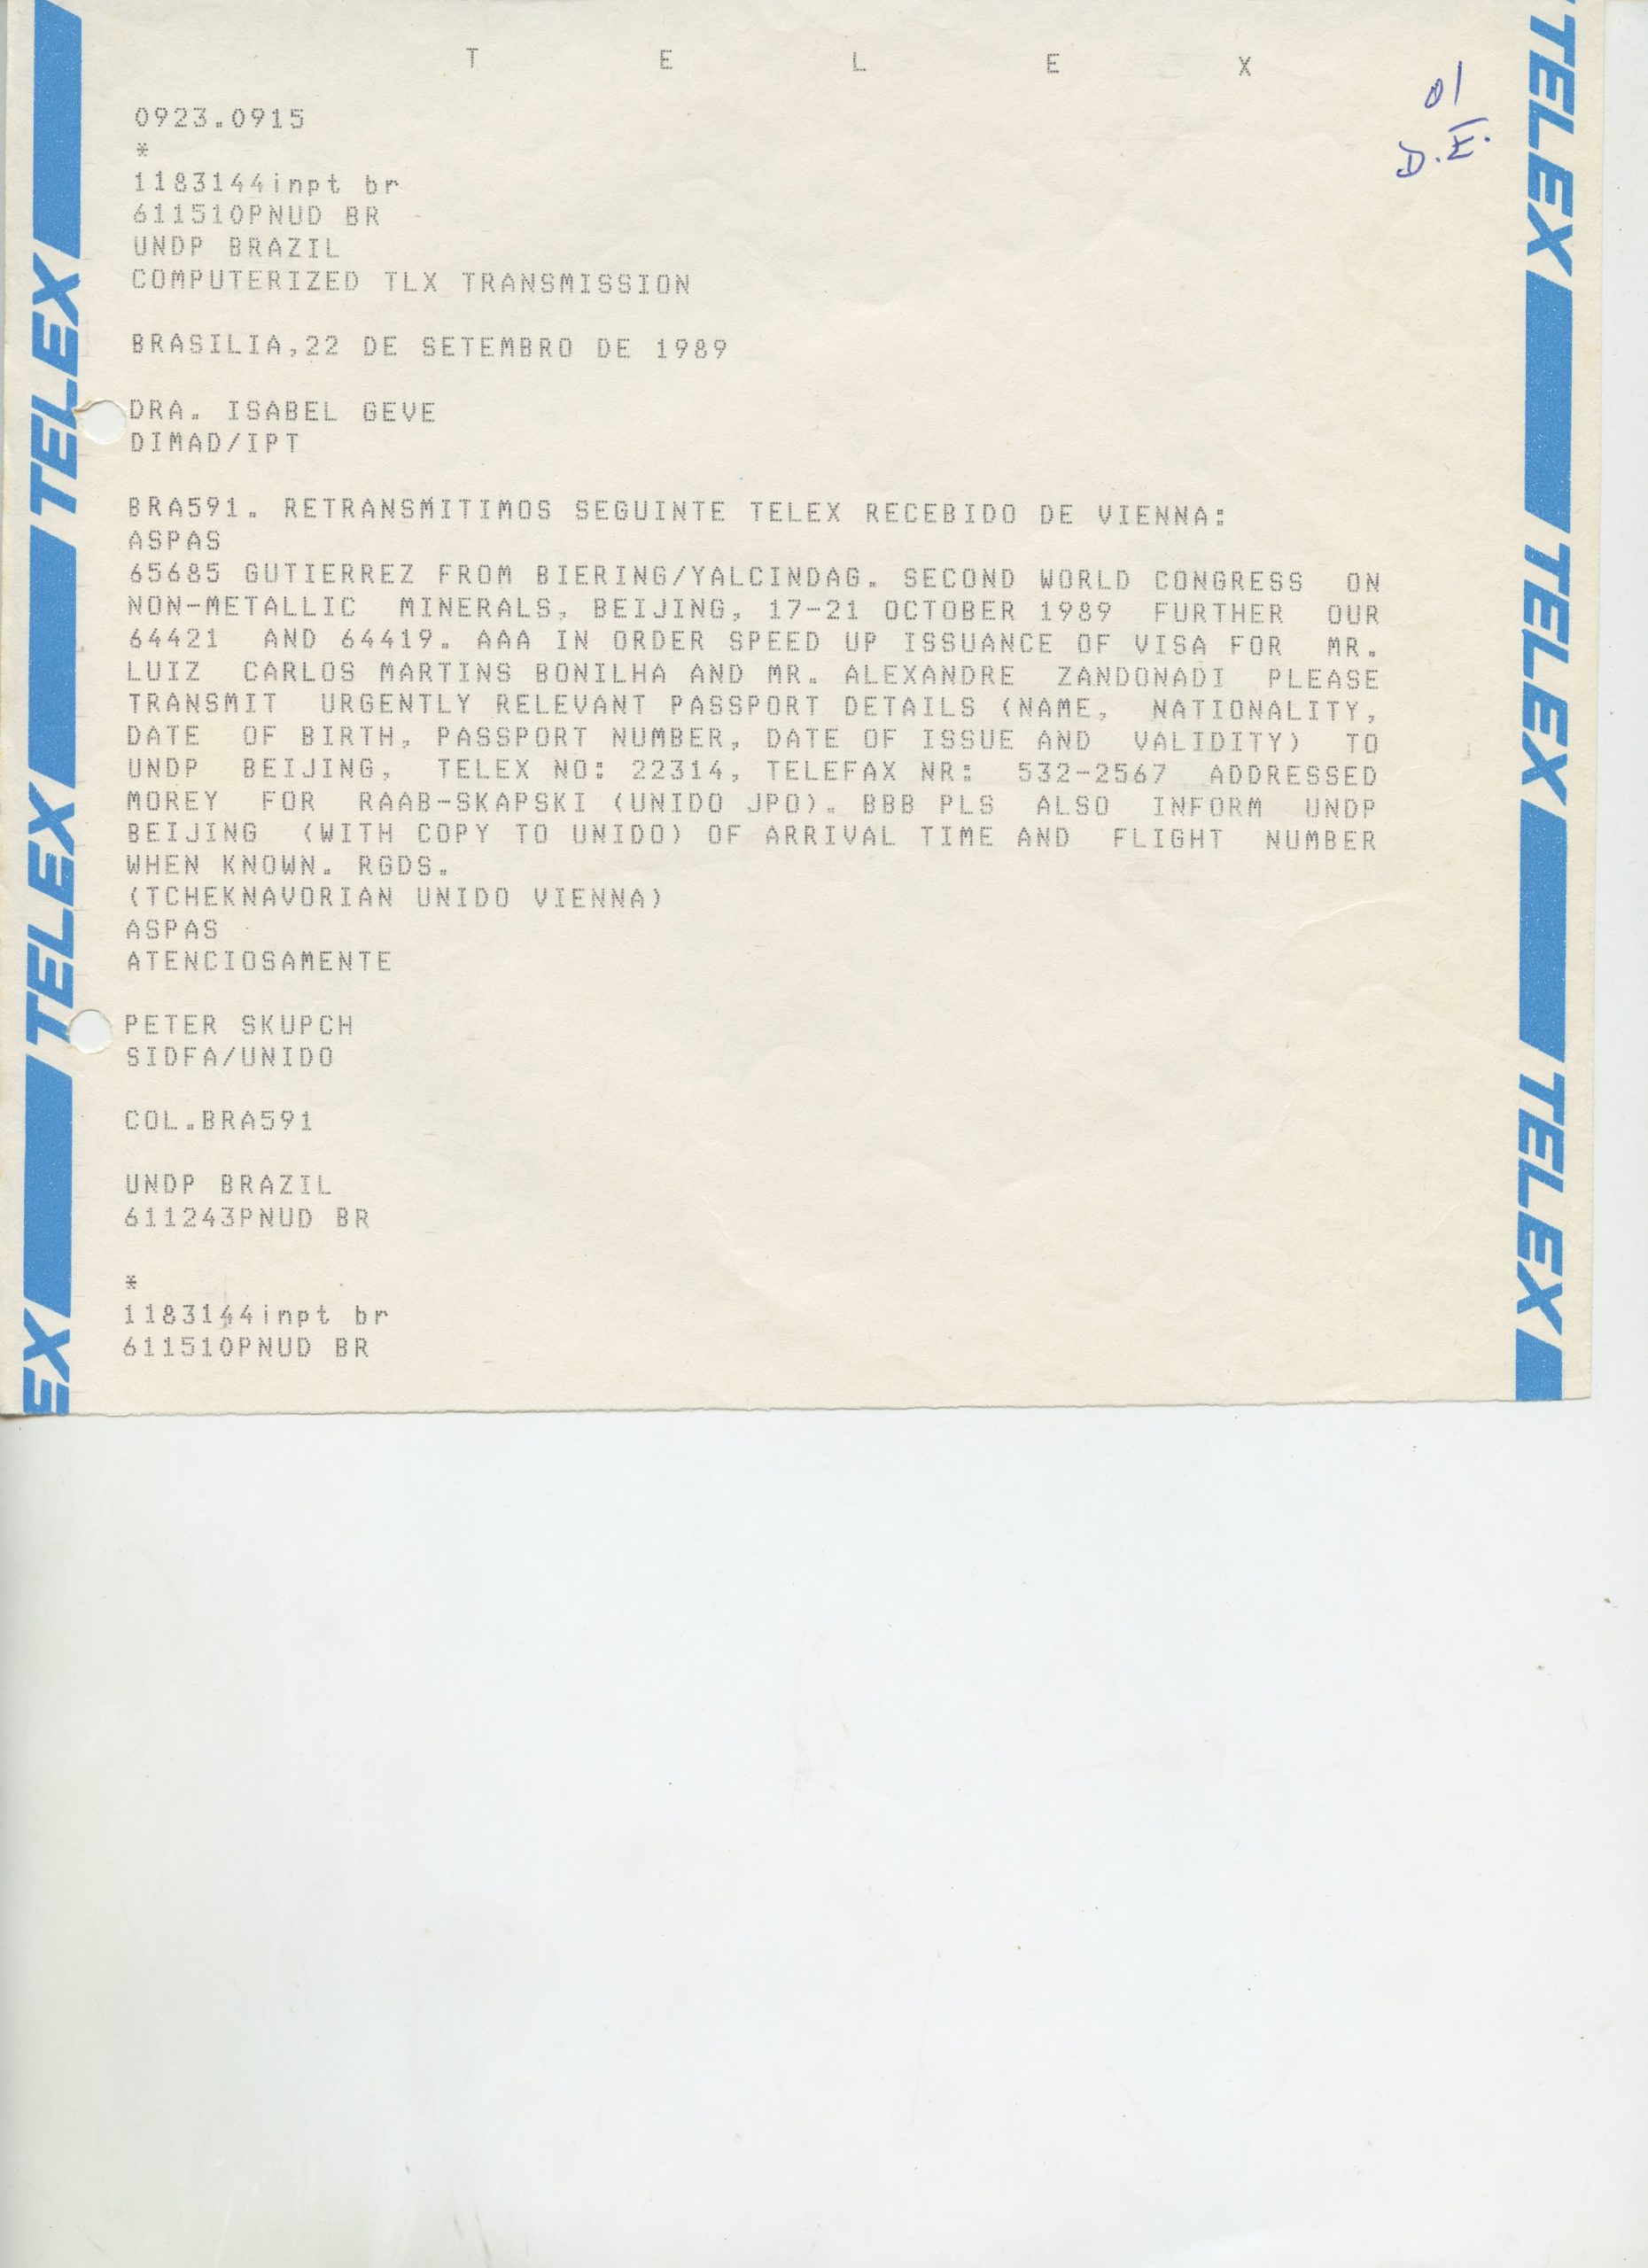 T E L E X
01
D.E.
0923.0915
*
1183144inpt br
611510PNUD BR
UNDP BRAZIL
COMPUTERIZED TLX TRANSMISSION
BRASILIA,22 DE SETEMBRO DE 1989
DRA. ISABEL GEVE
DIMAD/IPT
BRA591. RETRANSMITIMOS SEGUINTE TELEX RECEBIDO DE VIENNA:
ASPAS
65685 GUTIERREZ FROM BIERING/YALCINDAG. SECOND WORLD CONGRESS ON
NON-METALLIC MINERALS, BEIJING, 17-21 OCTOBER 1989 FURTHER OUR
64421 AND 64419. AAA IN ORDER SPEED UP ISSUANCE OF VISA FOR MR.
LUIZ CARLOS MARTINS BONILHA AND MR. ALEXANDRE ZANDONADI PLEASE
TRANSMIT URGENTLY RELEVANT PASSPORT DETAILS (NAME, NATIONALITY,
DATE OF BIRTH, PASSPORT NUMBER, DATE OF ISSUE AND VALIDITY) TO
UNDP BEIJING, TELEX NO: 22314, TELEFAX NR: 532-2567 ADDRESSED
MOREY FOR RAAB-SKAPSKI (UNIDO JPO). BBB PLS ALSO INFORM UNDP
BEIJING (WITH COPY TO UNIDO) OF ARRIVAL TIME AND FLIGHT NUMBER
WHEN KNOWN. RGDS.
(TCHEKNAVORIAN UNIDO VIENNA)
ASPAS
ATENCIOSAMENTE
PETER SKUPCH
SIDFA/UNIDO
COL.BRA591
UNDP BRAZIL
611243PNUD BR
*
1183144inpt br
611510PNUD BR
TELEX
TELEX
EX
TELEX
TELEX
TELEX